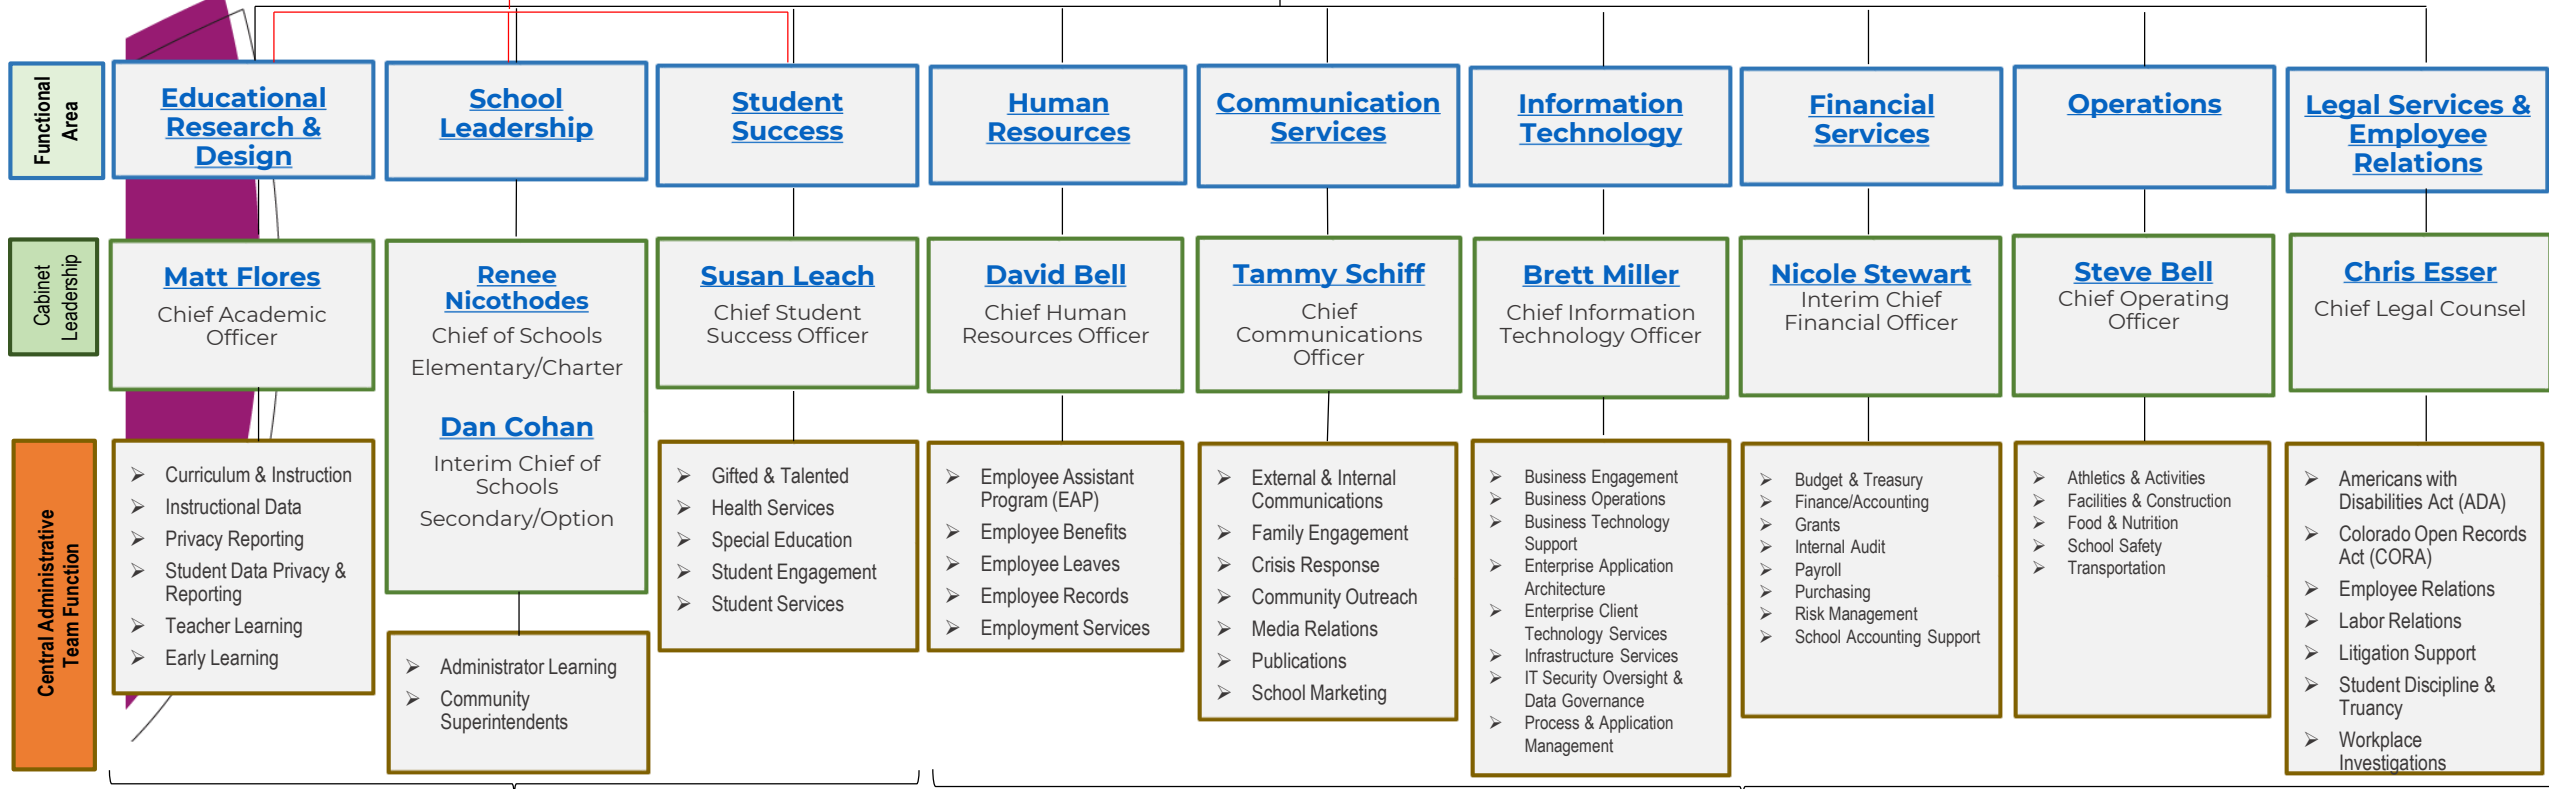 Functional
Area
Educational
Research &
Design
School
Leadership
Student
Success
Human
Resources
Communication
Services
Information
Technology
Financial
Services
Operations
Legal Services &
Employee
Relations
Cabinet
Leadership
Matt Flores
Chief Academic
Officer
Renee
Nicothodes
Chief of Schools
Elementary/Charter
Dan Cohan
Interim Chief of
Schools
Secondary/Option
Susan Leach
Chief Student
Success Officer
David Bell
Chief Human
Resources Officer
Tammy Schiff
Chief
Communications
Officer
Brett Miller
Chief Information
Technology Officer
Nicole Stewart
Interim Chief
Financial Officer
Steve Bell
Chief Operating
Officer
Chris Esser
Chief Legal Counsel
Central Administrative
Team Function
Curriculum & Instruction
Instructional Data
Privacy Reporting
Student Data Privacy &
Reporting
Teacher Learning
Early Learning
Administrator Learning
Community
Superintendents
Gifted & Talented
Health Services
Special Education
Student Engagement
Student Services
Employee Assistant
Program (EAP)
Employee Benefits
Employee Leaves
Employee Records
Employment Services
External & Internal
Communications
Family Engagement
Crisis Response
Community Outreach
Media Relations
Publications
School Marketing
Business Engagement
Business Operations
Business Technology
Support
Enterprise Application
Architecture
Enterprise Client
Technology Services
Infrastructure Services
IT Security Oversight &
Data Governance
Process & Application
Management
Budget & Treasury
Finance/Accounting
Grants
Internal Audit
Payroll
Purchasing
Risk Management
School Accounting Support
Athletics & Activities
Facilities & Construction
Food & Nutrition
School Safety
Transportation
Americans with
Disabilities Act (ADA)
Colorado Open Records
Act (CORA)
Employee Relations
Labor Relations
Litigation Support
Student Discipline &
Truancy
Workplace
Investigations